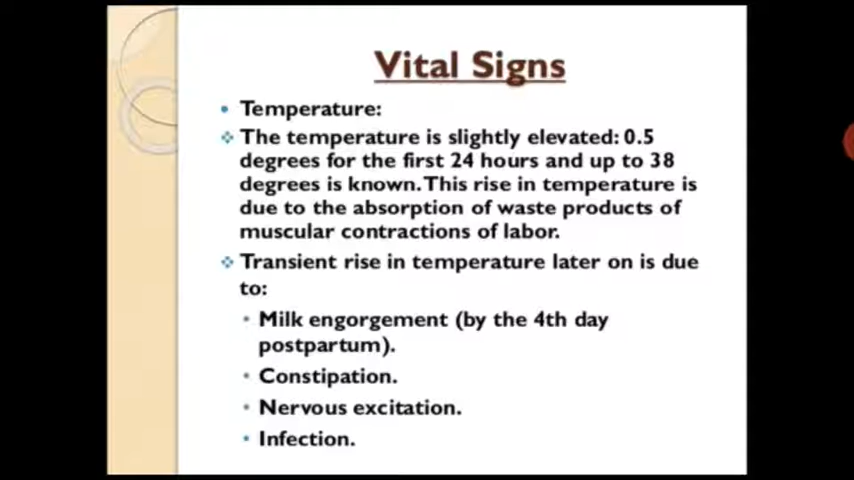 Vital Signs
• Temperature:
❖ The temperature is slightly elevated: 0.5
degrees for the first 24 hours and up to 38
degrees is known. This rise in temperature is
due to the absorption of waste products of
muscular contractions of labor.
❖ Transient rise in temperature later on is due
to:
• Milk engorgement (by the 4th day
postpartum).
• Constipation.
• Nervous excitation.
• Infection.